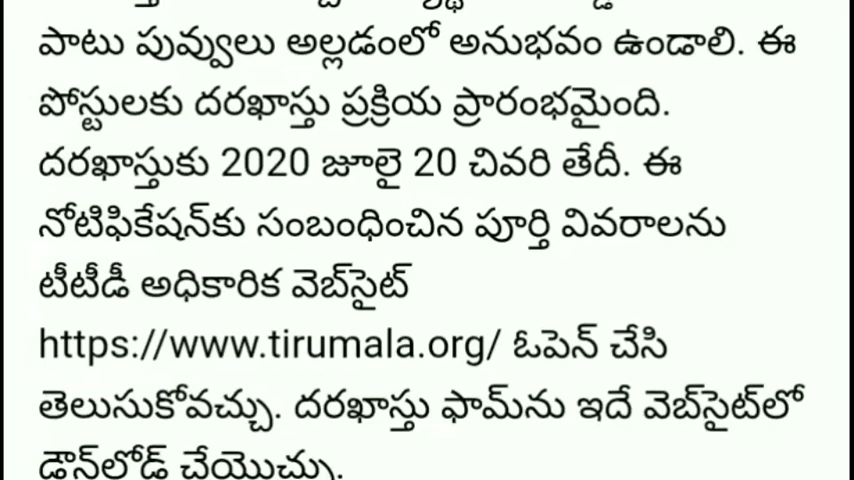 పాటు పువ్వులు అల్లడంలో అనుభవం ఉండాలి. ఈ
పోస్టులకు దరఖాస్తు ప్రక్రియ ప్రారంభమైంది.
దరఖాస్తుకు 2020 జూలై 20 చివరి తేదీ. ఈ
నోటిఫికేషన్‌కు సంబంధించిన పూర్తి వివరాలను
టీటీడీ అధికారిక వెబ్‌సైట్
https://www.tirumala.org/ ఓపెన్ చేసి
తెలుసుకోవచ్చు. దరఖాస్తు ఫామ్‌ను ఇదే వెబ్‌సైట్‌లో
డౌన్‌లోడ్ చేయొచ్చు.